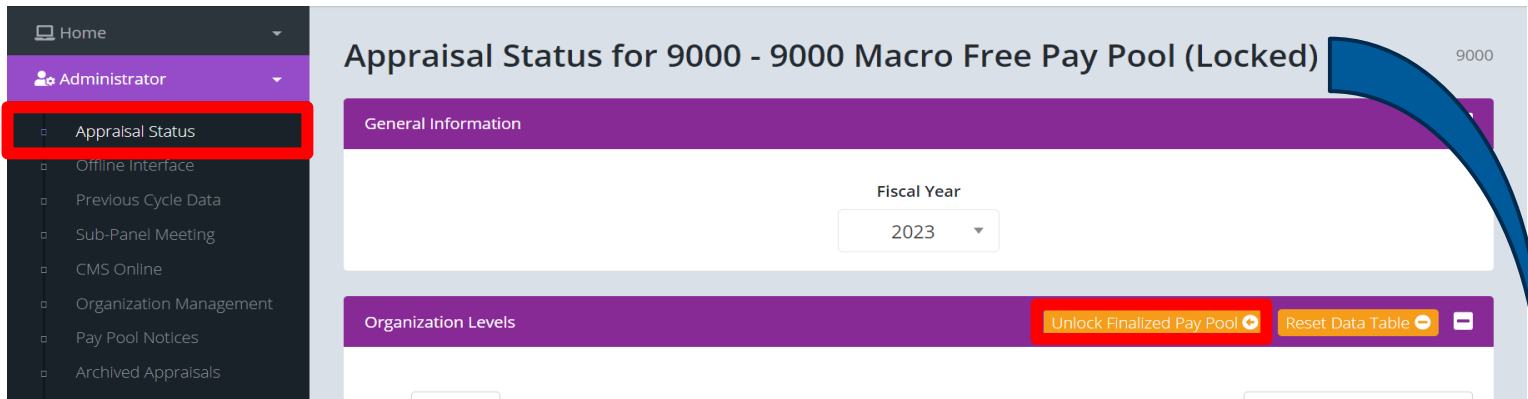 Home
Administrator
Appraisal Status
Offline Interface
Previous Cycle Data
Sub-Panel Meeting
CMS Online
Organization Management
Pay Pool Notices
Archived Appraisals
Appraisal Status for 9000 - 9000 Macro Free Pay Pool (Locked)
9000
General Information
Fiscal Year
2023
Organization Levels
Unlock Finalized Pay Pool
Reset Data Table